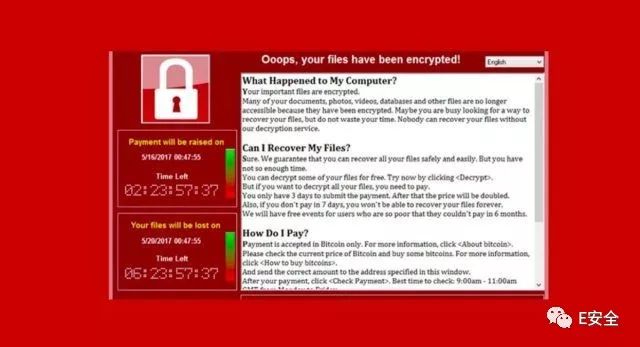 Ooops, your files have been encrypted!
English
What Happened to My Computer?
Your important files are encrypted.
Many of your documents, photos, videos, databases and other files are no longer
accessible because they have been encrypted. Maybe you are busy looking for a way to
recover your files, but do not waste your time. Nobody can recover your files without
our decryption service.
Can I Recover My Files?
Sure. We guarantee that you can recover all your files safely and easily. But you have
not so enough time.
You can decrypt some of your files for free. Try now by clicking <Decrypt>.
But if you want to decrypt all your files, you need to pay.
You only have 3 days to submit the payment. After that the price will be doubled.
Also, if you don't pay in 7 days, you won't be able to recover your files forever.
We will have free events for users who are so poor that they couldn't pay in 6 months.
How Do I Pay?
Payment is accepted in Bitcoin only. For more information, click <About bitcoin>.
Please check the current price of Bitcoin and buy some bitcoins. For more information,
click <How to buy bitcoins>.
And send the correct amount to the address specified in this window.
After your payment, click <Check Payment>. Best time to check: 9:00am - 11:00am
GMT from Monday to Friday.
Payment will be raised on
5/16/2017 00:47:55
Time Left
02:23:57:37
Your files will be lost on
5/20/2017 00:47:55
Time Left
06:23:57:37
E安全